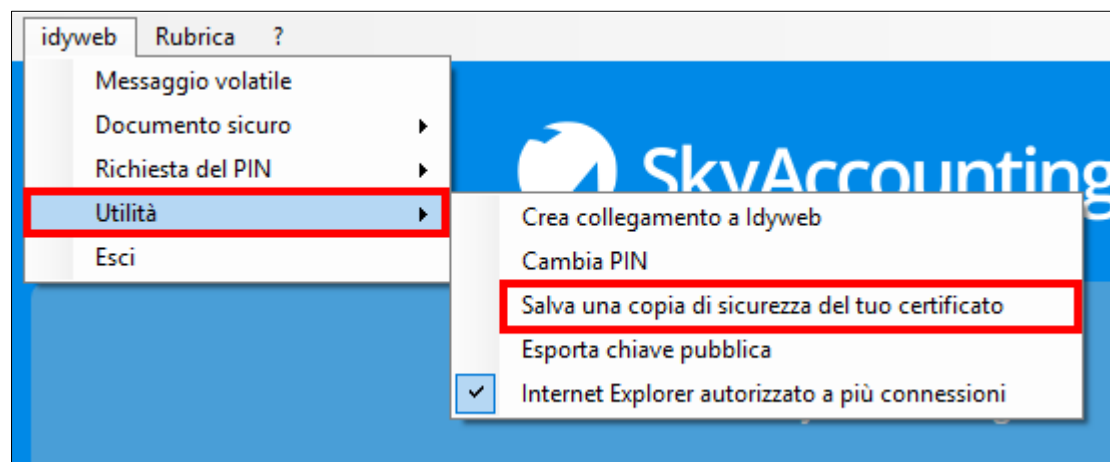 idyweb Rubrica ?
Messaggio volatile
Documento sicuro
Richiesta del PIN
Utilità
Esci
SkyAccounting
Crea collegamento a Idyweb
Cambia PIN
Salva una copia di sicurezza del tuo certificato
Esporta chiave pubblica
Internet Explorer autorizzato a più connessioni